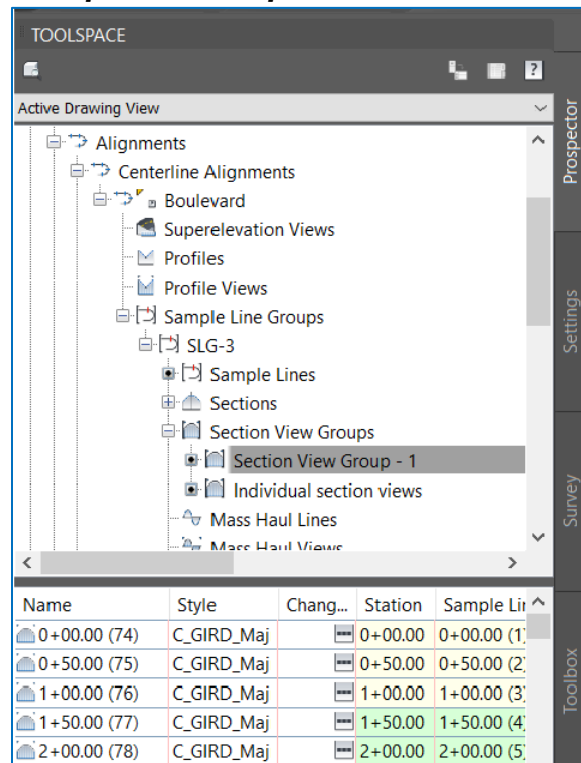 TOOLSPACE
?
Active Drawing View
Alignments
Centerline Alignments
Boulevard
Superelevation Views
Profiles
Profile Views
Sample Line Groups
SLG-3
Sample Lines
Sections
Section View Groups
Section View Group - 1
Individual section views
Mass Haul Lines
Mass Haul Views
Name Style Chang... Station Sample Lin
0+00.00 (74) C_GIRD_Maj 0+00.00 0+00.00 (1)
0+50.00 (75) C_GIRD_Maj 0+50.00 0+50.00 (2)
1+00.00 (76) C_GIRD_Maj 1+00.00 1+00.00 (3)
1+50.00 (77) C_GIRD_Maj 1+50.00 1+50.00 (4)
2+00.00 (78) C_GIRD_Maj 2+00.00 2+00.00 (5)
Prospector
Settings
Survey
Toolbox